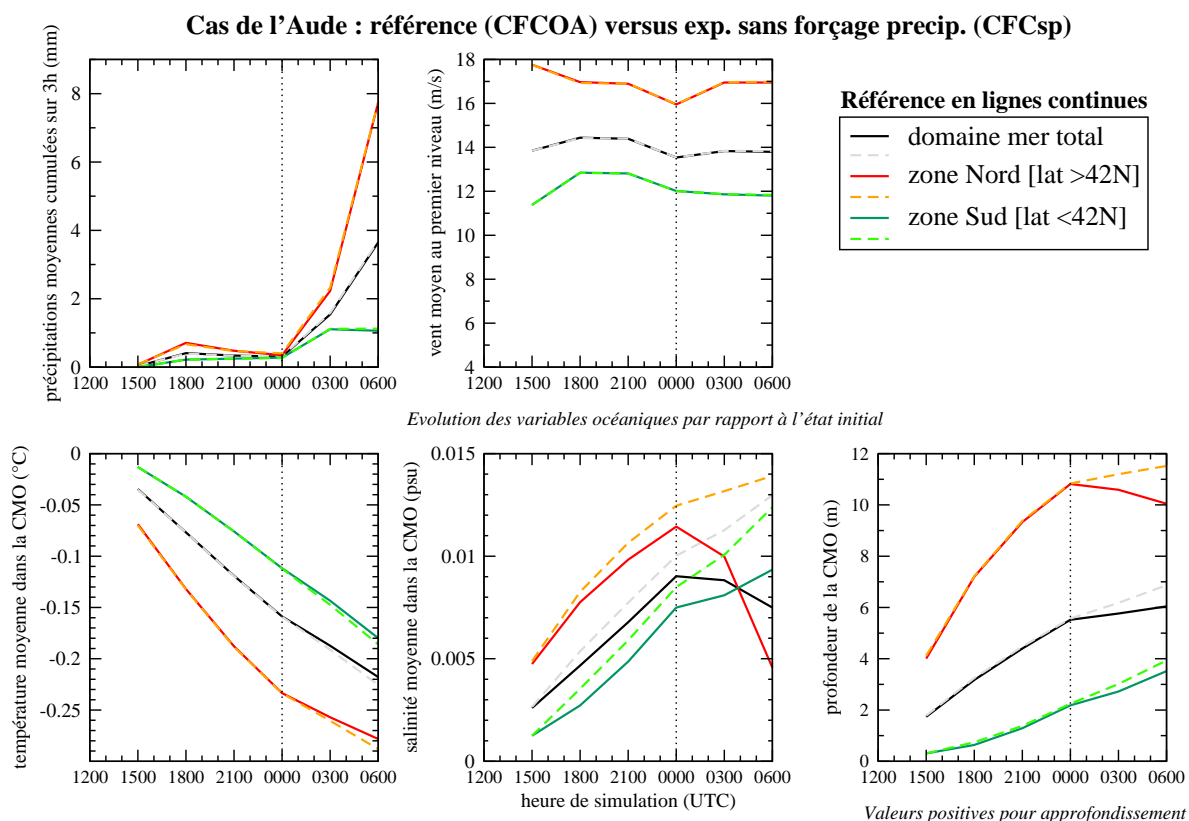 Cas de l'Aude : référence (CFCOA) versus exp. sans forçage precip. (CFCsp)
précipitations moyennes cumulées sur 3h (mm)
8
6
4
2
0
1200 1500 1800 2100 0000 0300 0600
vent moyen au premier niveau (m/s)
18
16
14
12
10
8
6
4
1200 1500 1800 2100 0000 0300 0600
Référence en lignes continues
domaine mer total
zone Nord [lat >42N]
zone Sud [lat <42N]
Evolution des variables océaniques par rapport à l'état initial
température moyenne dans la CMO (°C)
0
-0.05
-0.1
-0.15
-0.2
-0.25
1200 1500 1800 2100 0000 0300 0600
salinité moyenne dans la CMO (psu)
0.015
0.01
0.005
0
1200 1500 1800 2100 0000 0300 0600
heure de simulation (UTC)
profondeur de la CMO (m)
12
10
8
6
4
2
0
1200 1500 1800 2100 0000 0300 0600
Valeurs positives pour approfondissement